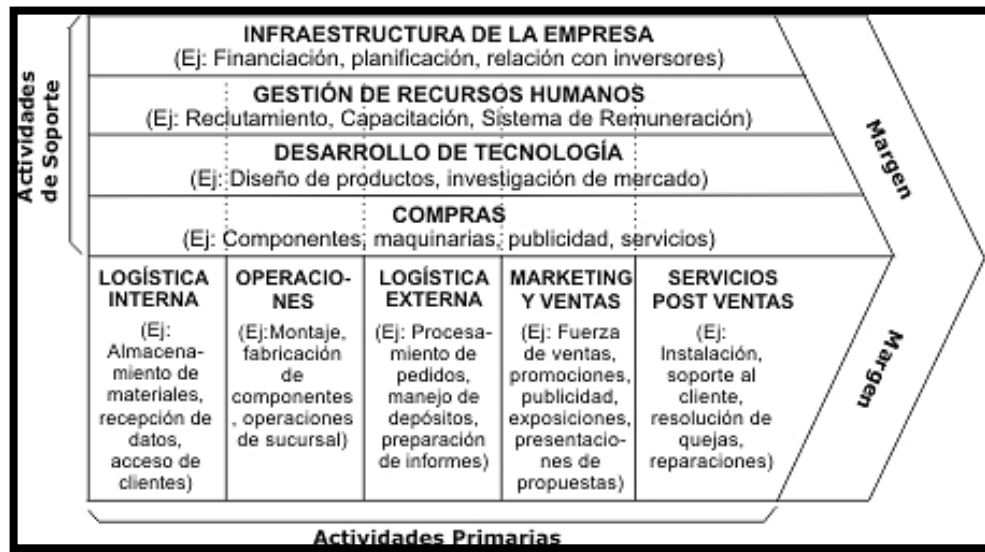 Actividades
de Soporte
INFRAESTRUCTURA DE LA EMPRESA
(Ej: Financiación, planificación, relación con inversores)
GESTIÓN DE RECURSOS HUMANOS
(Ej: Reclutamiento, Capacitación, Sistema de Remuneración)
DESARROLLO DE TECNOLOGÍA
(Ej: Diseño de productos, investigación de mercado)
COMPRAS
(Ej: Componentes, maquinarias, publicidad, servicios)
Margen
LOGÍSTICA
INTERNA
(Ej:
Almacena-
miento de
materiales,
recepción de
datos,
acceso de
clientes)
OPERACIO-
NES
(Ej:Montaje,
fabricación
de
componentes
, operaciones
de sucursal)
LOGÍSTICA
EXTERNA
(Ej: Procesa-
miento de
pedidos,
manejo de
depósitos,
preparación
de informes)
MARKETING
Y VENTAS
(Ej: Fuerza
de ventas,
promociones,
publicidad,
exposiciones,
presentacio-
nes de
propuestas)
SERVICIOS
POST VENTAS
(Ej:
Instalación,
soporte al
cliente,
resolución de
quejas,
reparaciones)
Margen
Actividades Primarias